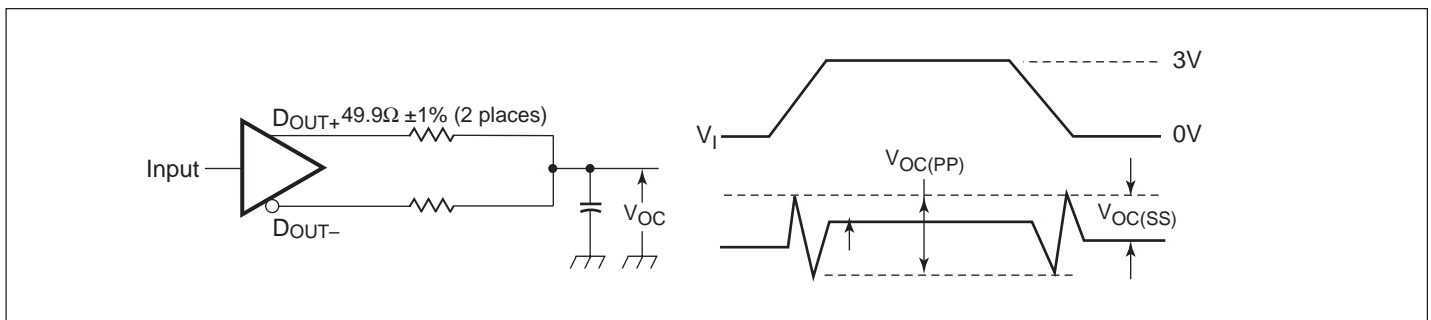 Input
DOUT+ 49.9Ω ±1% (2 places)
DOUT–
VOC
VI
3V
0V
VOC(PP)
VOC(SS)